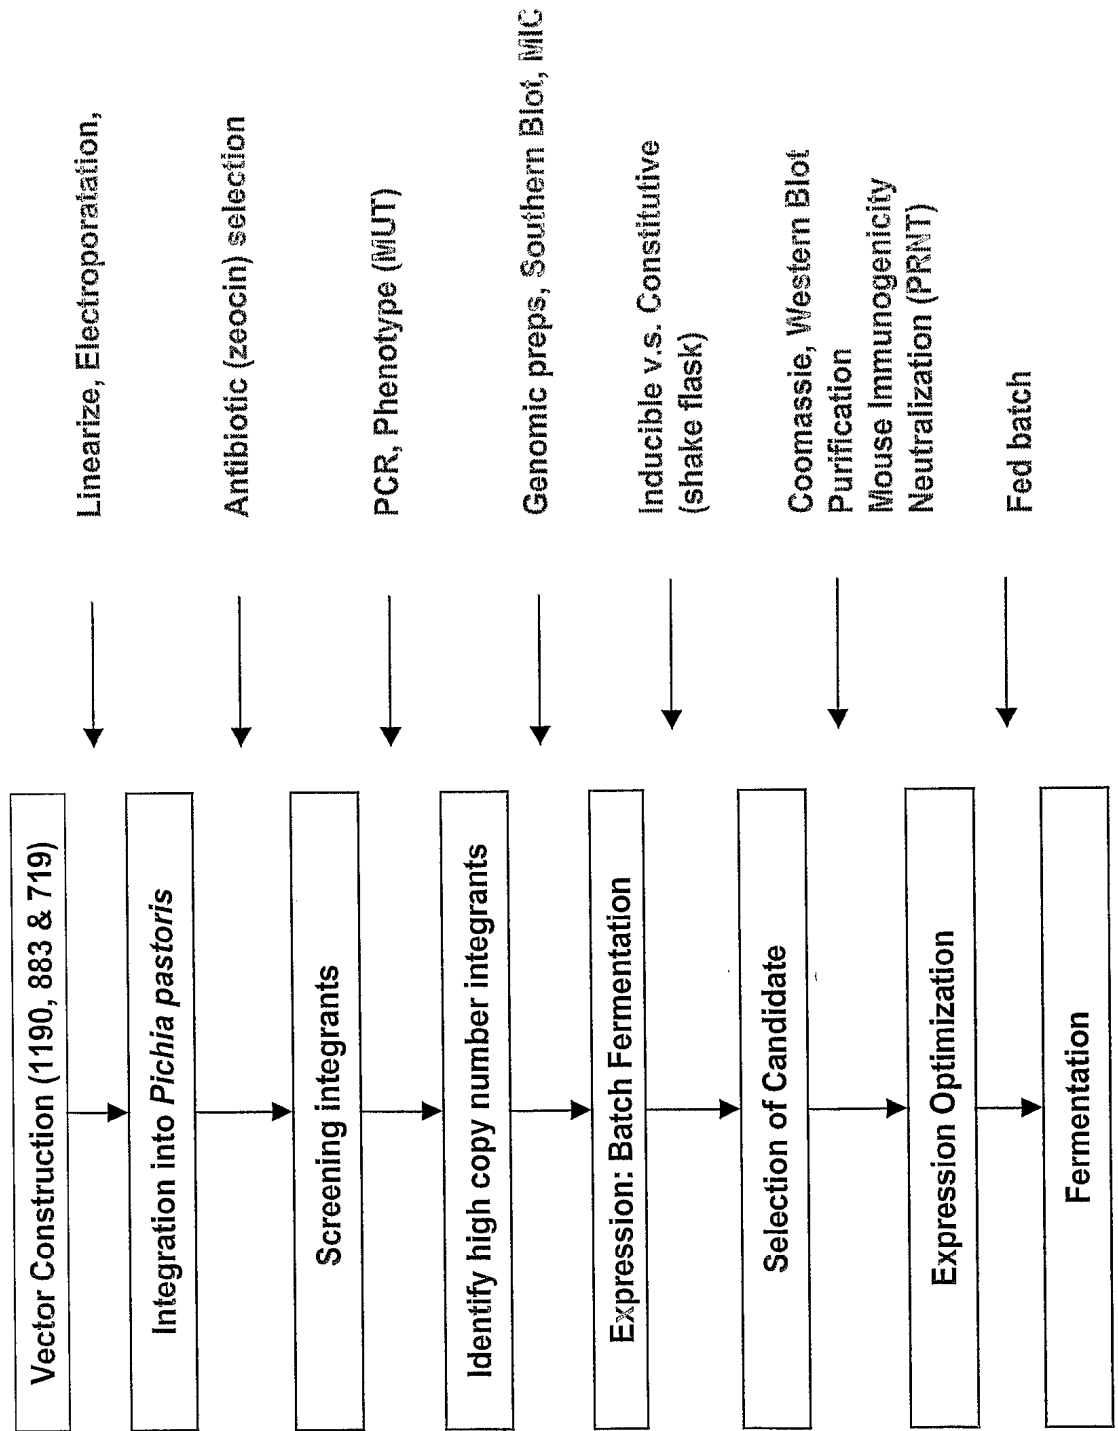 Vector Construction (1190, 883 & 719)
Linearize, Electroporatation,
Integration into Pichia pastoris
Antibiotic (zeocin) selection
Screening integrants
PCR, Phenotype (MUT)
Identify high copy number integrants
Genomic preps, Southern Blot, MIC
Expression: Batch Fermentation
Inducible v.s. Constitutive
(shake flask)
Selection of Candidate
Coomassie, Western Blot
Purification
Mouse Immunogenicity
Neutralization (PRNT)
Expression Optimization
Fed batch
Fermentation